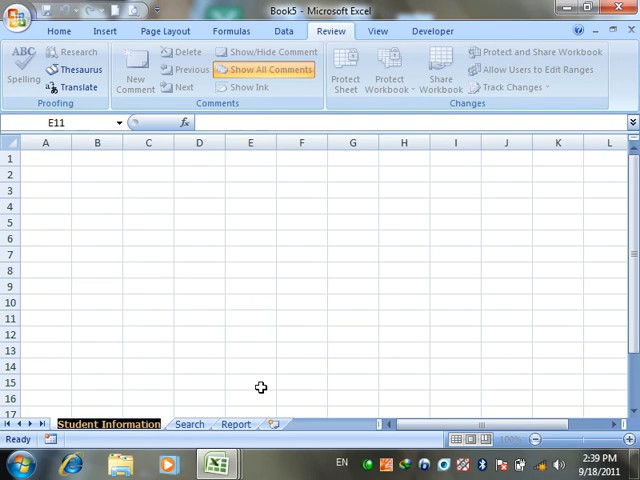 Book5 - Microsoft Excel
Home Insert Page Layout Formulas Data Review View Developer
ABC Research Delete Show/Hide Comment Protect and Share Workbook
Spelling Thesaurus New Comment Previous Show All Comments Protect Sheet Protect Workbook Share Workbook Allow Users to Edit Ranges
Translate Next Show Ink Track Changes
Proofing Comments Changes
E11 fx
A B C D E F G H I J K L
1
2
3
4
5
6
7
8
9
10
11
12
13
14
15
16
17
Student Information Search Report
Ready 100%
EN 2:39 PM
9/18/2011